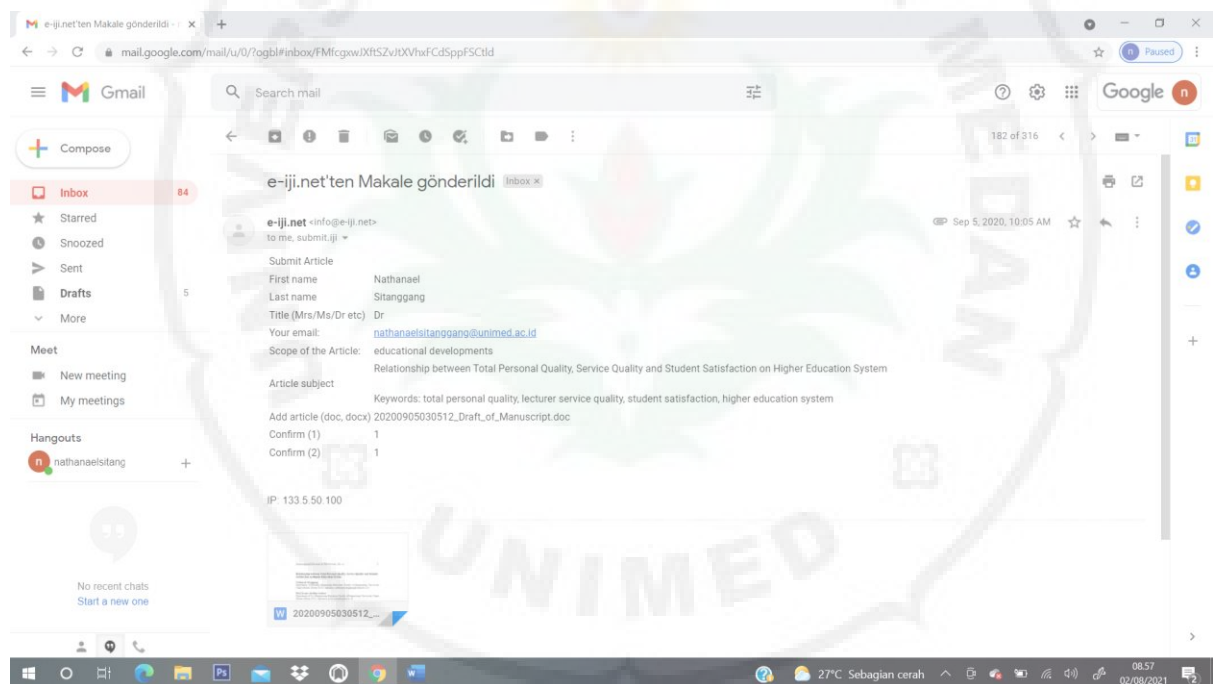 e-iji.net'ten Makale gönderildi -
mail.google.com/mail/u/0/?ogbl#inbox/FMfcgxwJXftSZvJtXVhxFCdSppFSCtld
Paused
Gmail
Search mail
Google
Compose
182 of 316
Inbox 84
Starred
Snoozed
Sent
Drafts 5
More
Meet
New meeting
My meetings
Hangouts
nathanaelsitang
No recent chats
Start a new one
e-iji.net'ten Makale gönderildi Inbox ×
e-iji.net <info@e-iji.net> Sep 5, 2020, 10:05 AM
to me, submit.iji
Submit Article
First name Nathanael
Last name Sitanggang
Title (Mrs/Ms/Dr etc) Dr
Your email: nathanaelsitanggang@unimed.ac.id
Scope of the Article: educational developments
Relationship between Total Personal Quality, Service Quality and Student Satisfaction on Higher Education System
Article subject
Keywords: total personal quality, lecturer service quality, student satisfaction, higher education system
Add article (doc, docx) 20200905030512_Draft_of_Manuscript.doc
Confirm (1) 1
Confirm (2) 1
IP: 133.5.50.100
W 20200905030512_...
UNIMED
MEDAN
27°C Sebagian cerah
08.57
02/08/2021